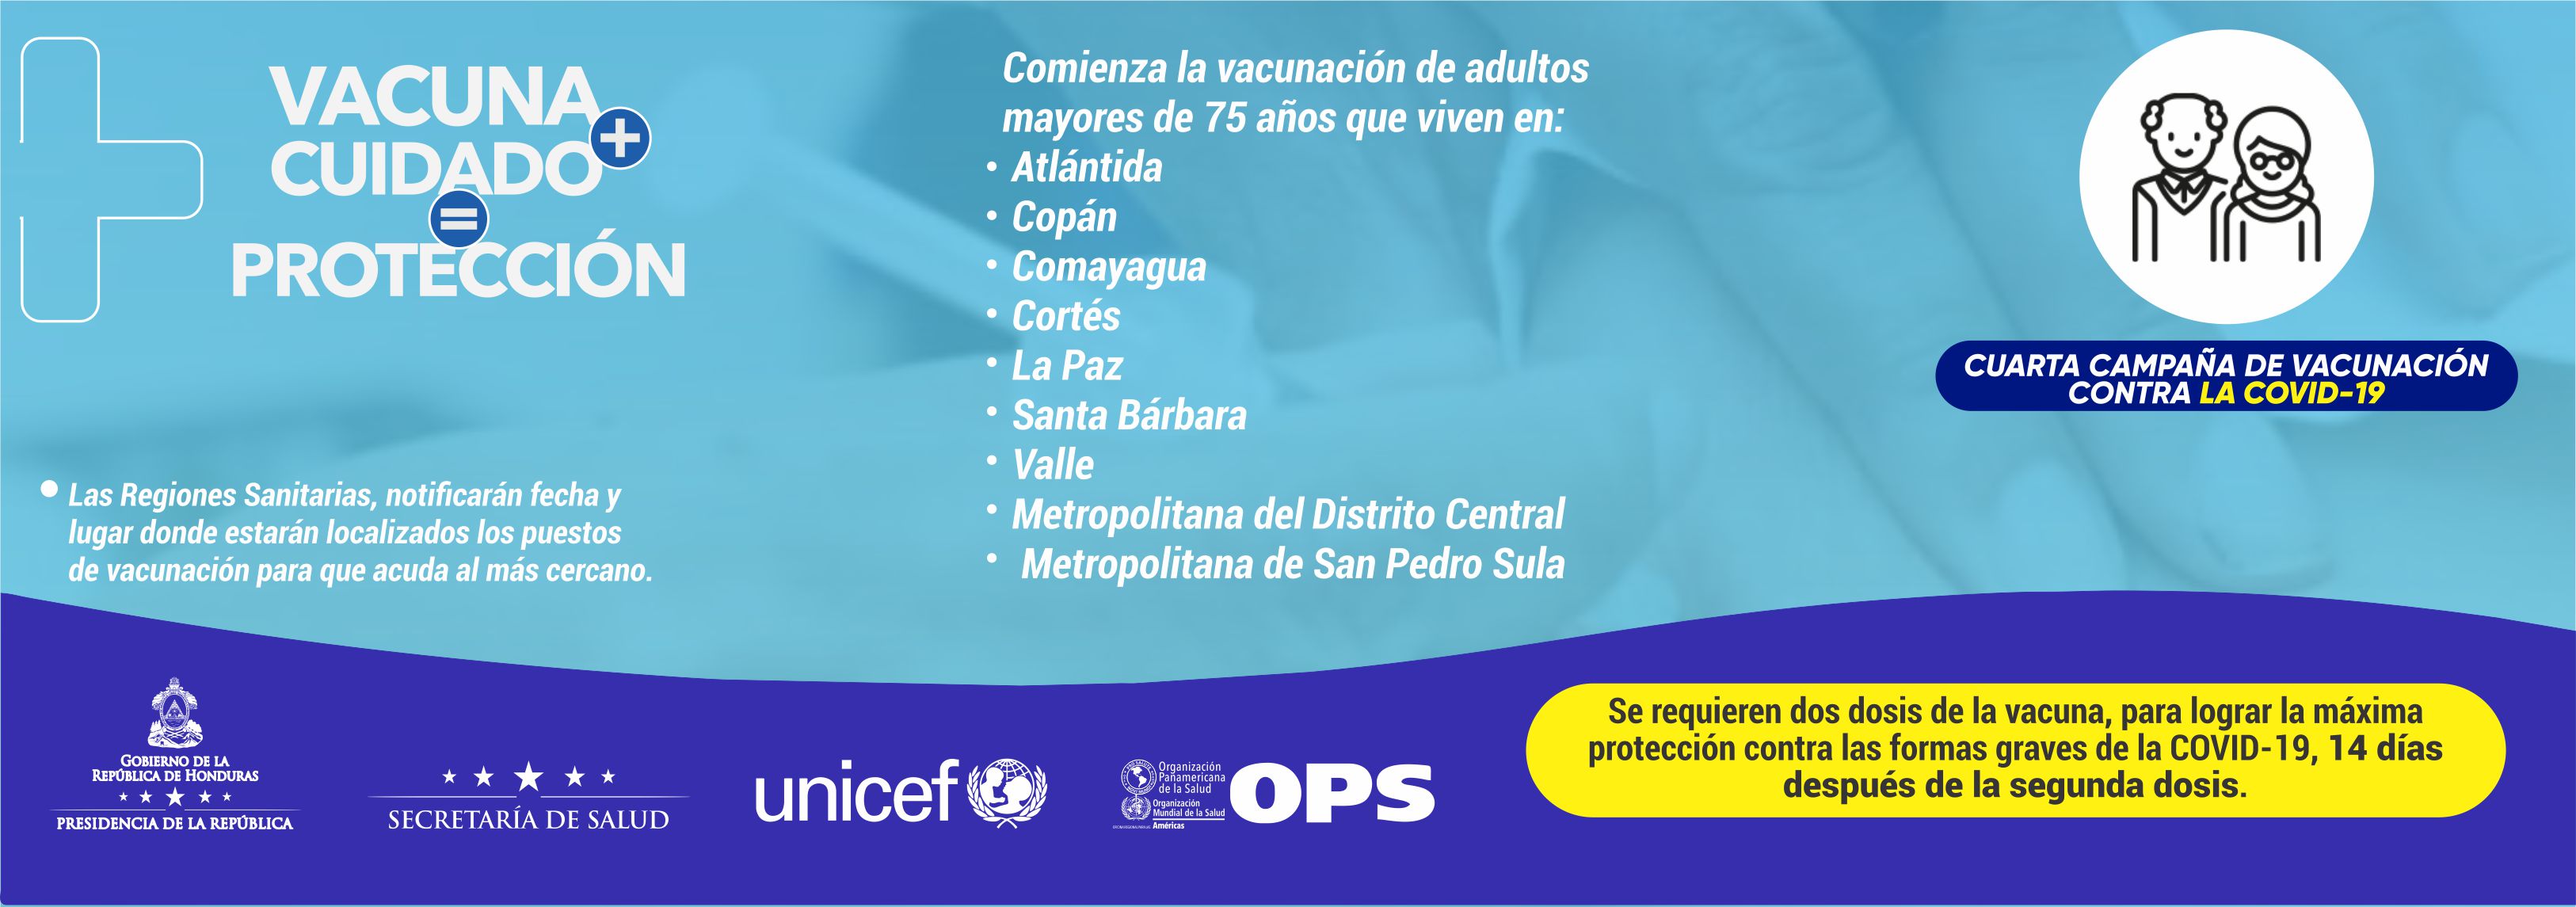 VACUNA
+
CUIDADO
=
PROTECCIÓN
Las Regiones Sanitarias, notificarán fecha y
lugar donde estarán localizados los puestos
de vacunación para que acuda al más cercano.
Comienza la vacunación de adultos
mayores de 75 años que viven en:
• Atlántida
• Copán
• Comayagua
• Cortés
• La Paz
• Santa Bárbara
• Valle
• Metropolitana del Distrito Central
• Metropolitana de San Pedro Sula
CUARTA CAMPAÑA DE VACUNACIÓN
CONTRA LA COVID-19
GOBIERNO DE LA
REPÚBLICA DE HONDURAS
PRESIDENCIA DE LA REPÚBLICA
SECRETARÍA DE SALUD
unicef
Organización
Panamericana
de la Salud
Organización
Mundial de la Salud
Américas
OPS
Se requieren dos dosis de la vacuna, para lograr la máxima
protección contra las formas graves de la COVID-19, 14 días
después de la segunda dosis.